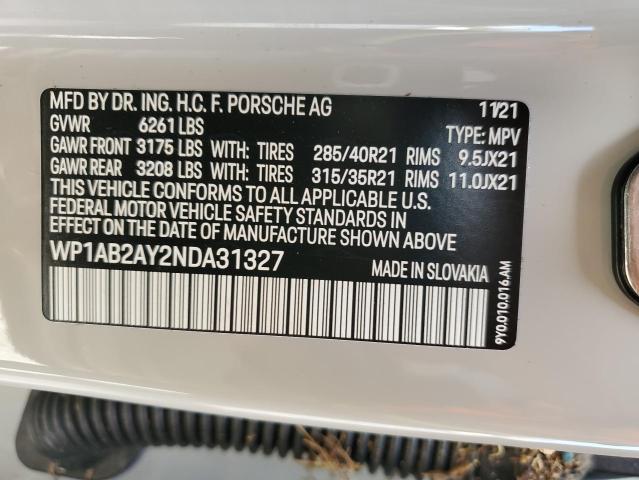 MFD BY DR. ING. H.C. F. PORSCHE AG 11/21
GVWR 6261 LBS TYPE: MPV
GAWR FRONT 3175 LBS WITH: TIRES 285/40R21 RIMS 9.5JX21
GAWR REAR 3208 LBS WITH: TIRES 315/35R21 RIMS 11.0JX21
THIS VEHICLE CONFORMS TO ALL APPLICABLE U.S.
FEDERAL MOTOR VEHICLE SAFETY STANDARDS IN
EFFECT ON THE DATE OF MANUFACTURE SHOWN ABOVE
WP1AB2AY2NDA31327 MADE IN SLOVAKIA
9Y0.010.016.AM